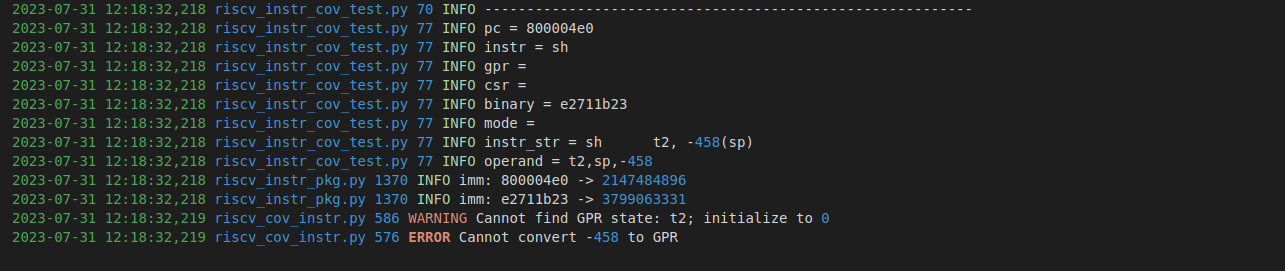 2023-07-31 12:18:32,218 riscv_instr_cov_test.py 70 INFO ----------------------------------------------------------
2023-07-31 12:18:32,218 riscv_instr_cov_test.py 77 INFO pc = 800004e0
2023-07-31 12:18:32,218 riscv_instr_cov_test.py 77 INFO instr = sh
2023-07-31 12:18:32,218 riscv_instr_cov_test.py 77 INFO gpr =
2023-07-31 12:18:32,218 riscv_instr_cov_test.py 77 INFO csr =
2023-07-31 12:18:32,218 riscv_instr_cov_test.py 77 INFO binary = e2711b23
2023-07-31 12:18:32,218 riscv_instr_cov_test.py 77 INFO mode =
2023-07-31 12:18:32,218 riscv_instr_cov_test.py 77 INFO instr_str = sh      t2, -458(sp)
2023-07-31 12:18:32,218 riscv_instr_cov_test.py 77 INFO operand = t2,sp,-458
2023-07-31 12:18:32,218 riscv_instr_pkg.py 1370 INFO imm: 800004e0 -> 2147484896
2023-07-31 12:18:32,218 riscv_instr_pkg.py 1370 INFO imm: e2711b23 -> 3799063331
2023-07-31 12:18:32,219 riscv_cov_instr.py 586 WARNING Cannot find GPR state: t2; initialize to 0
2023-07-31 12:18:32,219 riscv_cov_instr.py 576 ERROR Cannot convert -458 to GPR